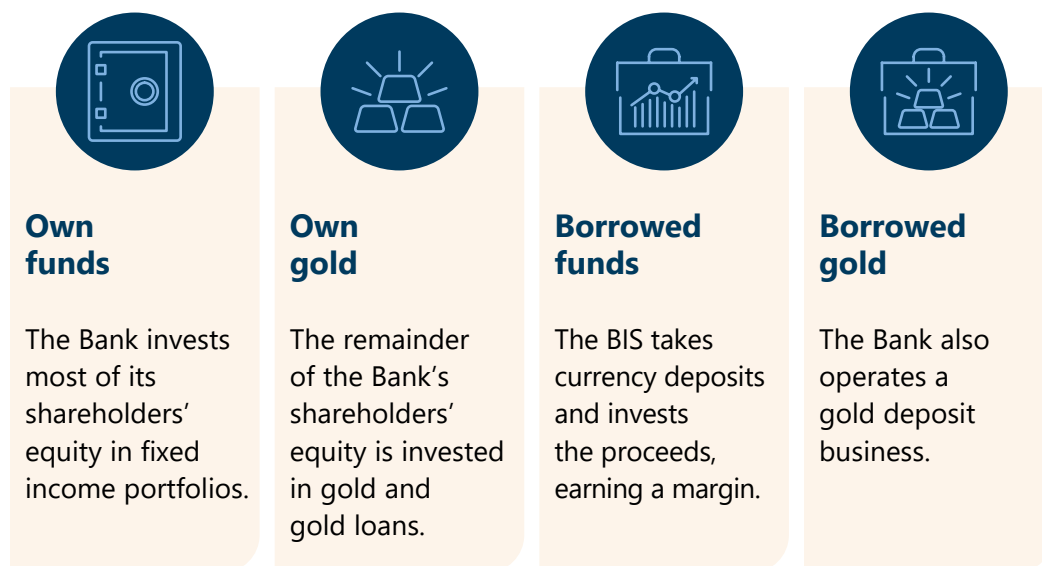 Own
funds
The Bank invests
most of its
shareholders’
equity in fixed
income portfolios.
Own
gold
The remainder
of the Bank’s
shareholders’
equity is invested
in gold and
gold loans.
Borrowed
funds
The BIS takes
currency deposits
and invests
the proceeds,
earning a margin.
Borrowed
gold
The Bank also
operates a
gold deposit
business.